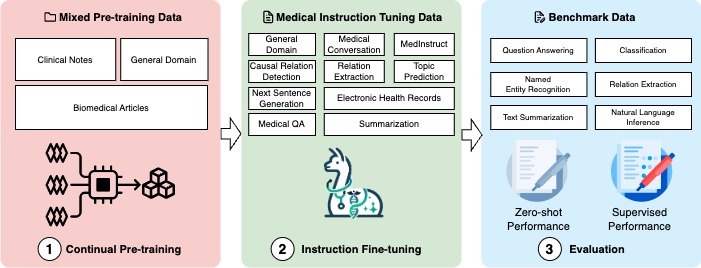 Mixed Pre-training Data
Clinical Notes
General Domain
Biomedical Articles
1 Continual Pre-training
Medical Instruction Tuning Data
General
Domain
Medical
Conversation
MedInstruct
Causal Relation
Detection
Relation
Extraction
Topic
Prediction
Next Sentence
Generation
Electronic Health Records
Medical QA
Summarization
2 Instruction Fine-tuning
Benchmark Data
Question Answering
Classification
Named
Entity Recognition
Relation Extraction
Text Summarization
Natural Language
Inference
Zero-shot
Performance
Supervised
Performance
3 Evaluation